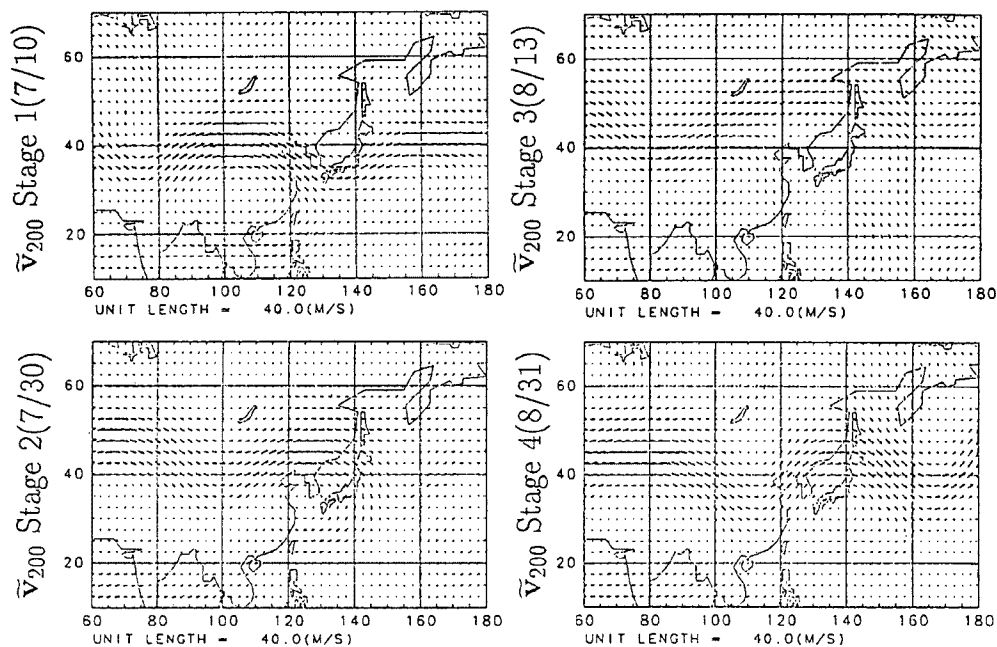 ṽ200 Stage 1(7/10)
60
40
20
60 80 100 120 140 160 180
UNIT LENGTH = 40.0(M/S)
ṽ200 Stage 3(8/13)
60
40
20
60 80 100 120 140 160 180
UNIT LENGTH = 40.0(M/S)
ṽ200 Stage 2(7/30)
60
40
20
60 80 100 120 140 160 180
UNIT LENGTH = 40.0(M/S)
ṽ200 Stage 4(8/31)
60
40
20
60 80 100 120 140 160 180
UNIT LENGTH = 40.0(M/S)